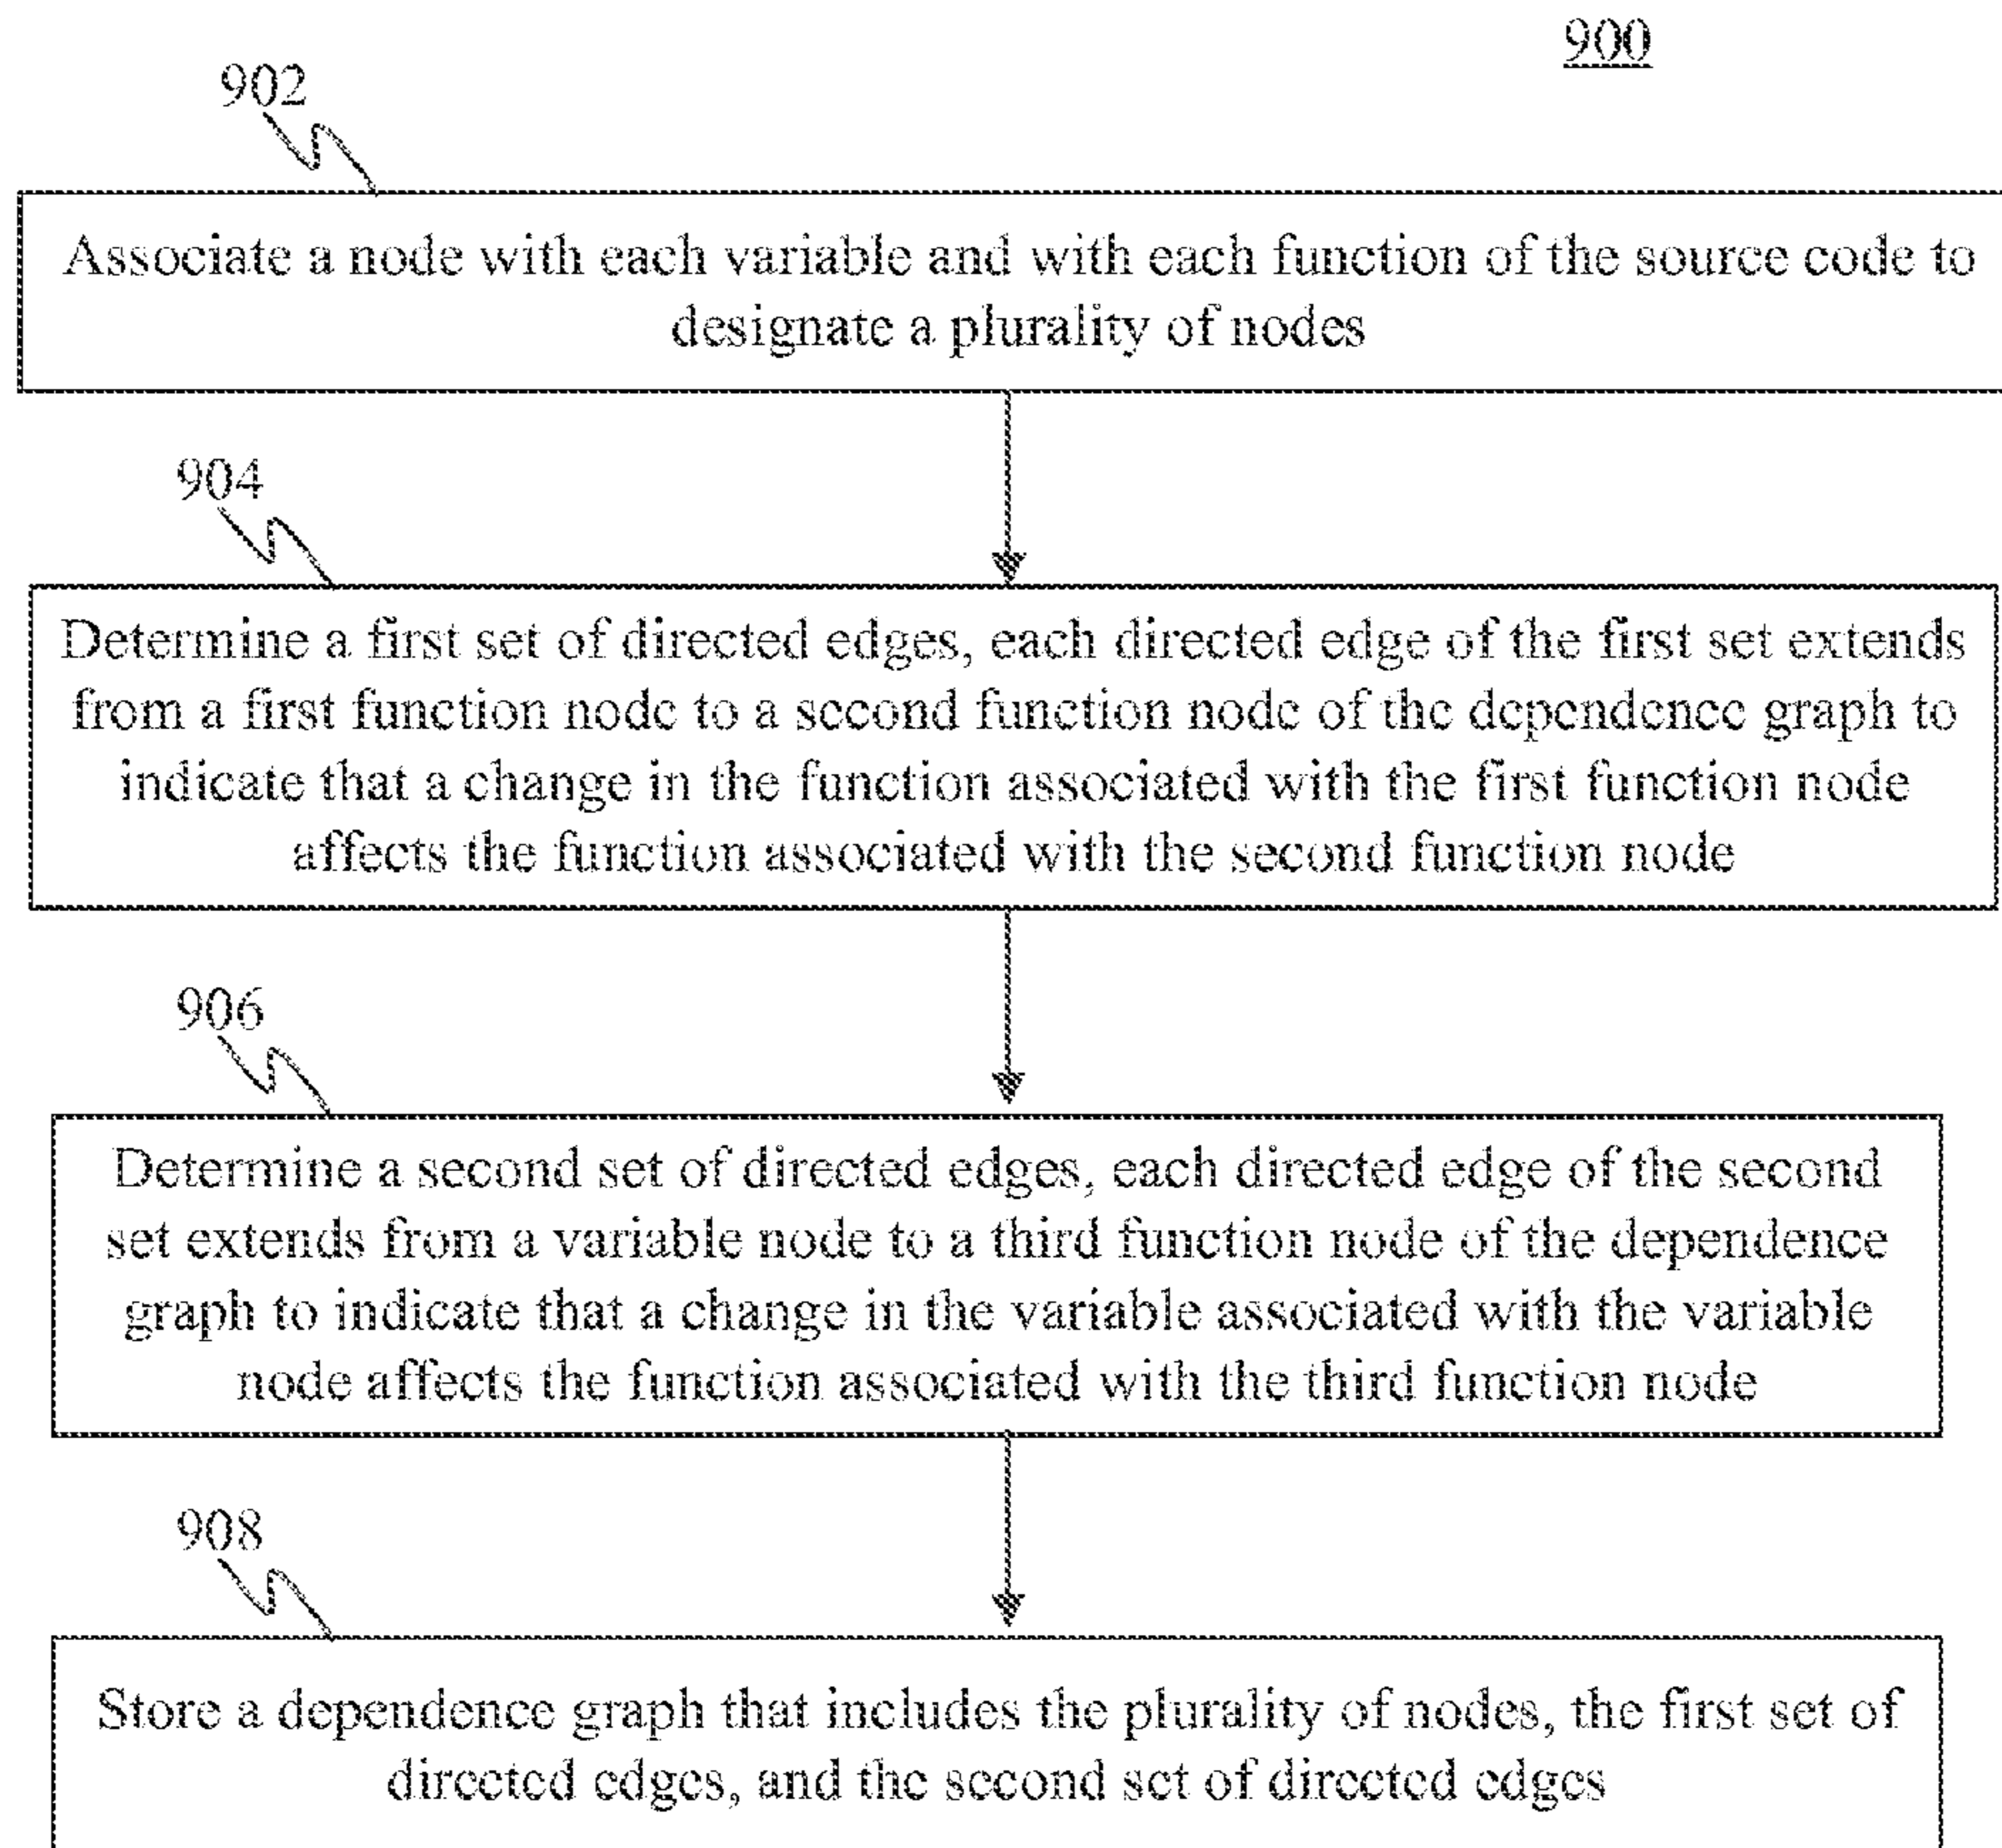 900
902
Associate a node with each variable and with each function of the source code to
designate a plurality of nodes
904
Determine a first set of directed edges, each directed edge of the first set extends
from a first function node to a second function node of the dependence graph to
indicate that a change in the function associated with the first function node
affects the function associated with the second function node
906
Determine a second set of directed edges, each directed edge of the second
set extends from a variable node to a third function node of the dependence
graph to indicate that a change in the variable associated with the variable
node affects the function associated with the third function node
908
Store a dependence graph that includes the plurality of nodes, the first set of
directed edges, and the second set of directed edges